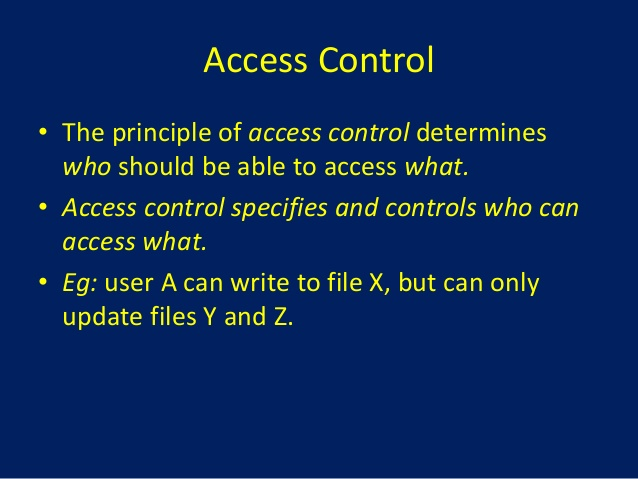 Access Control
• The principle of access control determines
who should be able to access what.
• Access control specifies and controls who can
access what.
• Eg: user A can write to file X, but can only
update files Y and Z.